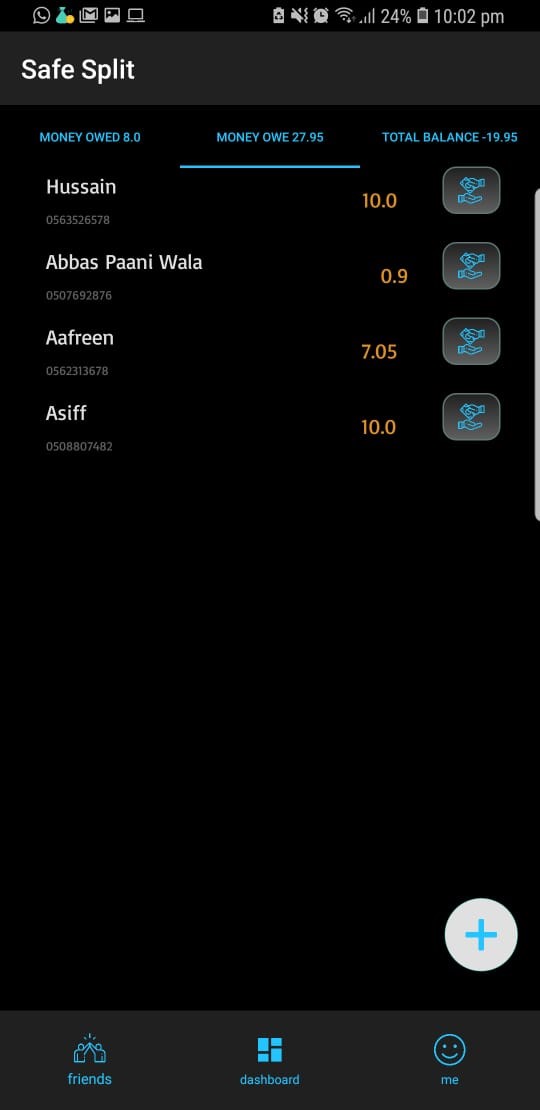 24% 10:02 pm
Safe Split
MONEY OWED 8.0 MONEY OWE 27.95 TOTAL BALANCE -19.95
Hussain
10.0
0563526578
Abbas Paani Wala
0.9
0507692876
Aafreen
7.05
0562313678
Asiff
10.0
0508807482
friends dashboard me